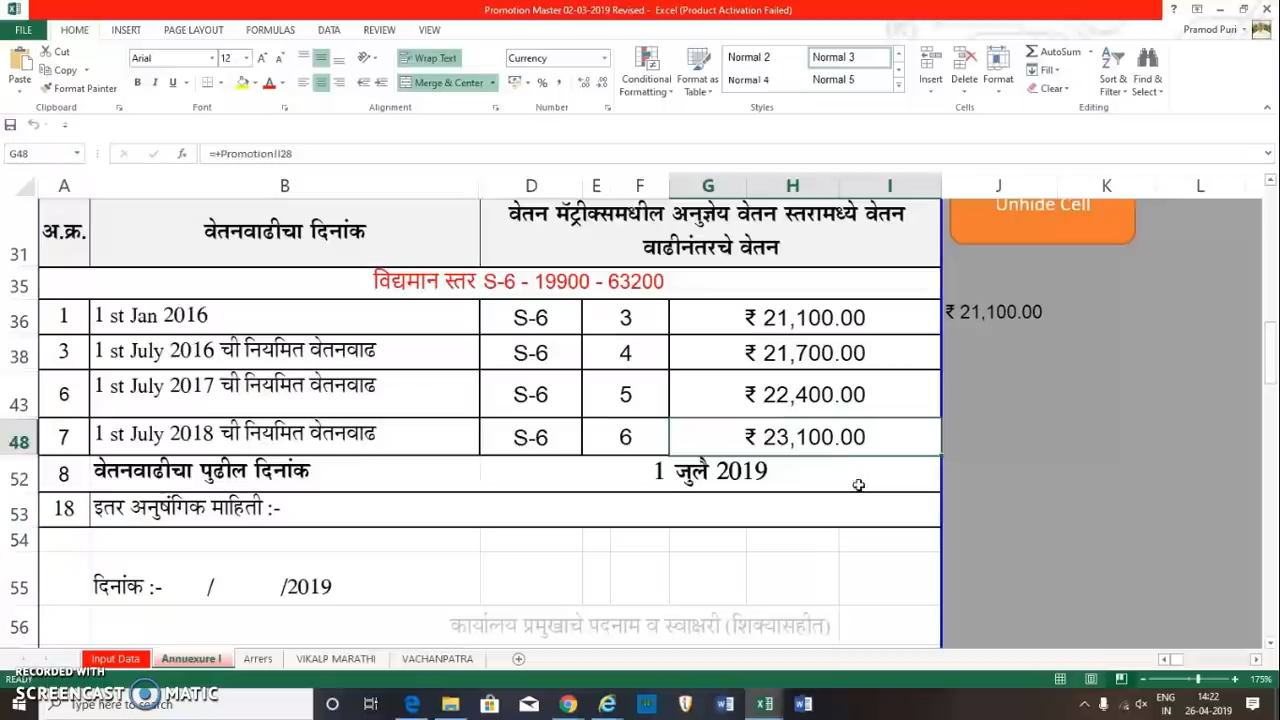 Promotion Master 02-03-2019 Revised - Excel (Product Activation Failed)
FILE HOME INSERT PAGE LAYOUT FORMULAS DATA REVIEW VIEW Pramod Puri
Paste Cut Copy Format Painter Clipboard
Arial 17 Font
Wrap Text Merge & Center Alignment
Currency Number
Conditional Formatting Format as Table Normal 2 Normal 3 Normal 4 Normal 5 Styles
Insert Delete Format Cells
AutoSum Fill Clear Sort & Filter Find & Select Editing
G48 =+Promotion!I28
A B D E F G H I J K L
31 अ.क्र. वेतनवाढीचा दिनांक वेतन मॅट्रीक्समधील अनुज्ञेय वेतन स्तरामध्ये वेतन
वाढीनंतरचे वेतन
Unhide Cell
35 विद्यमान स्तर S-6 - 19900 - 63200
36 1 1 st Jan 2016 S-6 3 ₹ 21,100.00 ₹ 21,100.00
38 3 1 st July 2016 ची नियमित वेतनवाढ S-6 4 ₹ 21,700.00
43 6 1 st July 2017 ची नियमित वेतनवाढ S-6 5 ₹ 22,400.00
48 7 1 st July 2018 ची नियमित वेतनवाढ S-6 6 ₹ 23,100.00
52 8 वेतनवाढीचा पुढील दिनांक 1 जुलै 2019
53 18 इतर अनुषंगिक माहिती :-
54
55 दिनांक :- / /2019
56 कार्यालय प्रमुखाचे पदनाम व स्वाक्षरी (शिक्यासहीत)
Input Data Annuexure I Arrers VIKALP MARATHI VACHANPATRA
READY 175%
RECORDED WITH
SCREENCAST MATIC
Type here to search
ENG 14:22
IN 26-04-2019